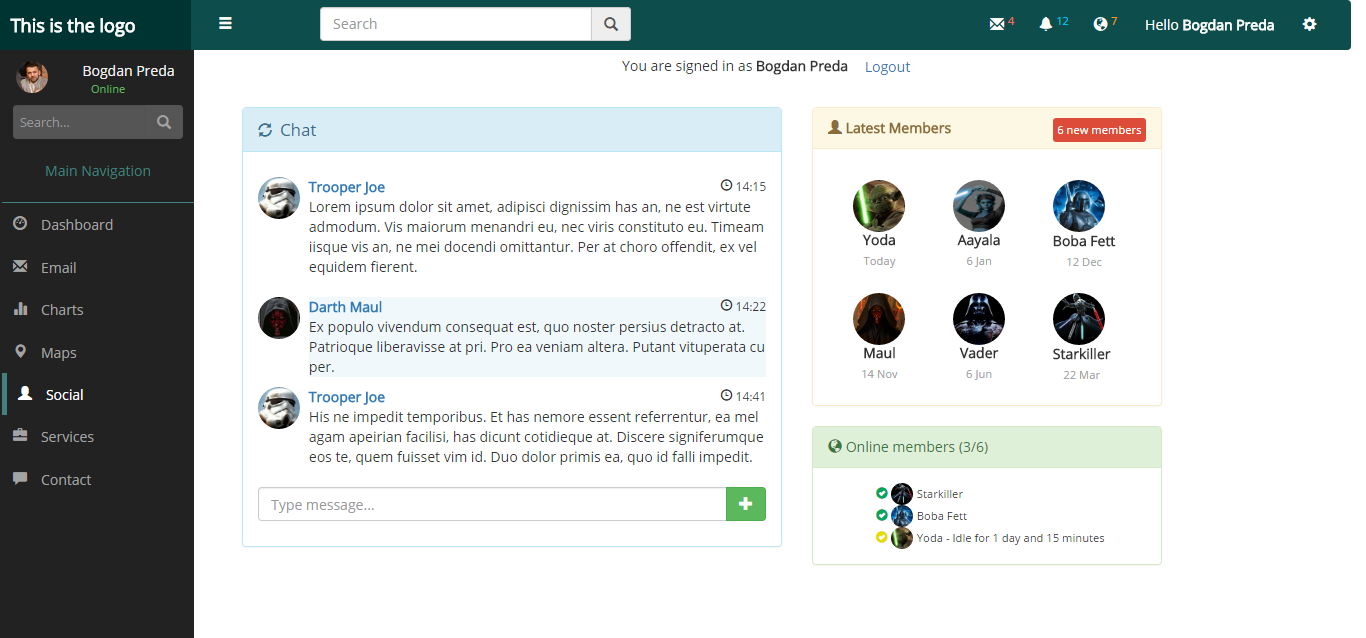 This is the logo
Search
4
12
7
Hello Bogdan Preda
Bogdan Preda
Online
Search...
Main Navigation
Dashboard
Email
Charts
Maps
Social
Services
Contact
You are signed in as Bogdan Preda Logout
Chat
Trooper Joe 14:15
Lorem ipsum dolor sit amet, adipisci dignissim has an, ne est virtute
admodum. Vis maiorum menandri eu, nec viris constituto eu. Timeam
iisque vis an, ne mei docendi omittantur. Per at choro offendit, ex vel
equidem fierent.
Darth Maul 14:22
Ex populo vivendum consequat est, quo noster persius detracto at.
Patrioque liberavisse at pri. Pro ea veniam altera. Putant vituperata cu
per.
Trooper Joe 14:41
His ne impedit temporibus. Et has nemore essent referrentur, ea mel
agam apeirian facilisi, has dicunt cotidieque at. Discere signiferumque
eos te, quem fuisset vim id. Duo dolor primis ea, quo id falli impedit.
Type message...
Latest Members 6 new members
Yoda Aayala Boba Fett
Today 6 Jan 12 Dec
Maul Vader Starkiller
14 Nov 6 Jun 22 Mar
Online members (3/6)
Starkiller
Boba Fett
Yoda - Idle for 1 day and 15 minutes